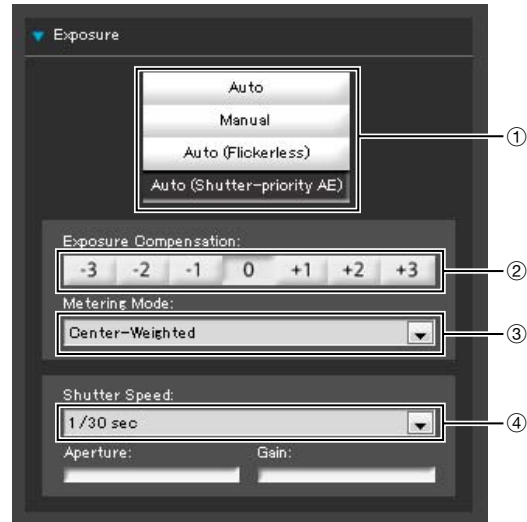 Exposure
Auto
Manual
Auto (Flickerless)
Auto (Shutter-priority AE)
①
Exposure Compensation:
-3 -2 -1 0 +1 +2 +3
②
Metering Mode:
Center-Weighted
③
Shutter Speed:
1/30 sec
④
Aperture: Gain: